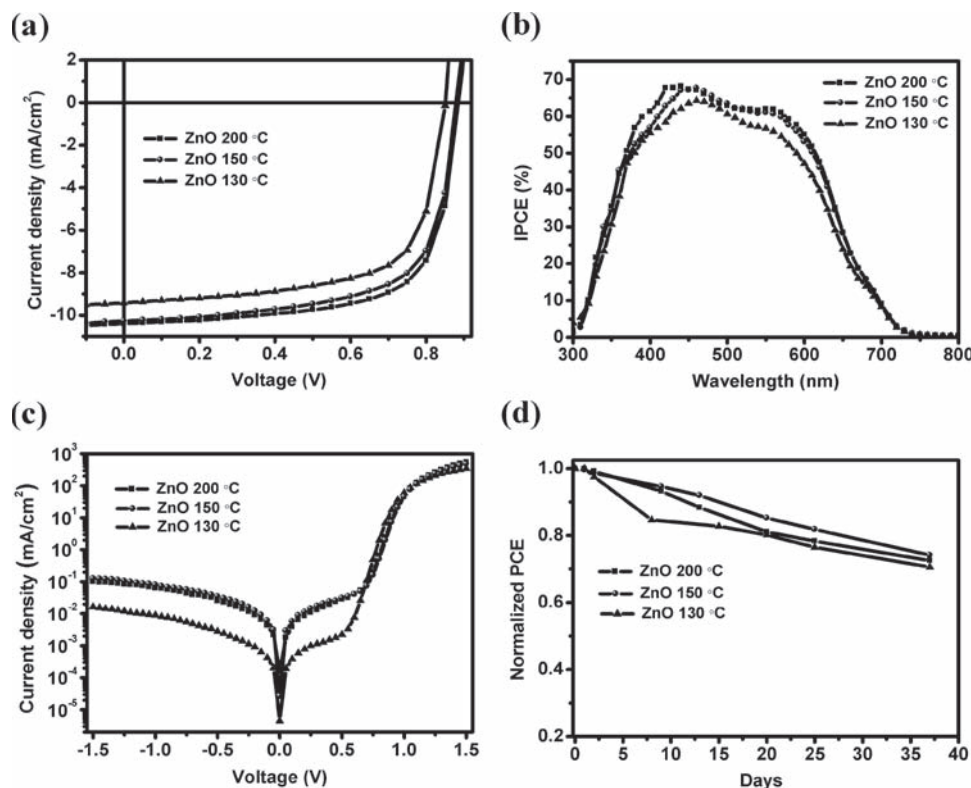 (a)
2
0
-2
-4
-6
-8
-10
Current density (mA/cm²)
ZnO 200 °C
ZnO 150 °C
ZnO 130 °C
0.0 0.2 0.4 0.6 0.8
Voltage (V)
(b)
70
60
50
40
30
20
10
0
IPCE (%)
ZnO 200 °C
ZnO 150 °C
ZnO 130 °C
300 400 500 600 700 800
Wavelength (nm)
(c)
10³
10²
10¹
10⁰
10⁻¹
10⁻²
10⁻³
10⁻⁴
10⁻⁵
Current density (mA/cm²)
ZnO 200 °C
ZnO 150 °C
ZnO 130 °C
-1.5 -1.0 -0.5 0.0 0.5 1.0 1.5
Voltage (V)
(d)
1.0
0.8
0.6
0.4
0.2
Normalized PCE
ZnO 200 °C
ZnO 150 °C
ZnO 130 °C
0 5 10 15 20 25 30 35 40
Days